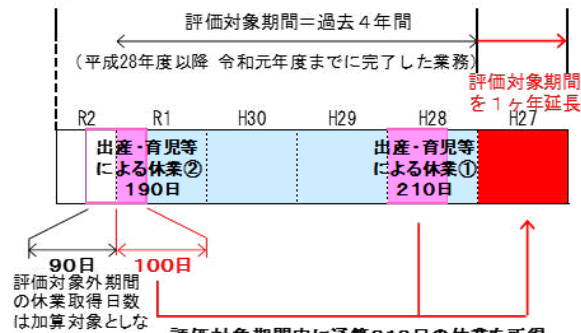 評価対象期間＝過去４年間
（平成28年度以降 令和元年度までに完了した業務）
評価対象期間
を１ヶ年延長
R2 R1 H30 H29 H28 H27
出産・育児等
による休業②
190日
出産・育児等
による休業①
210日
90日 100日
評価対象外期間
の休業取得日数
は加算対象としな